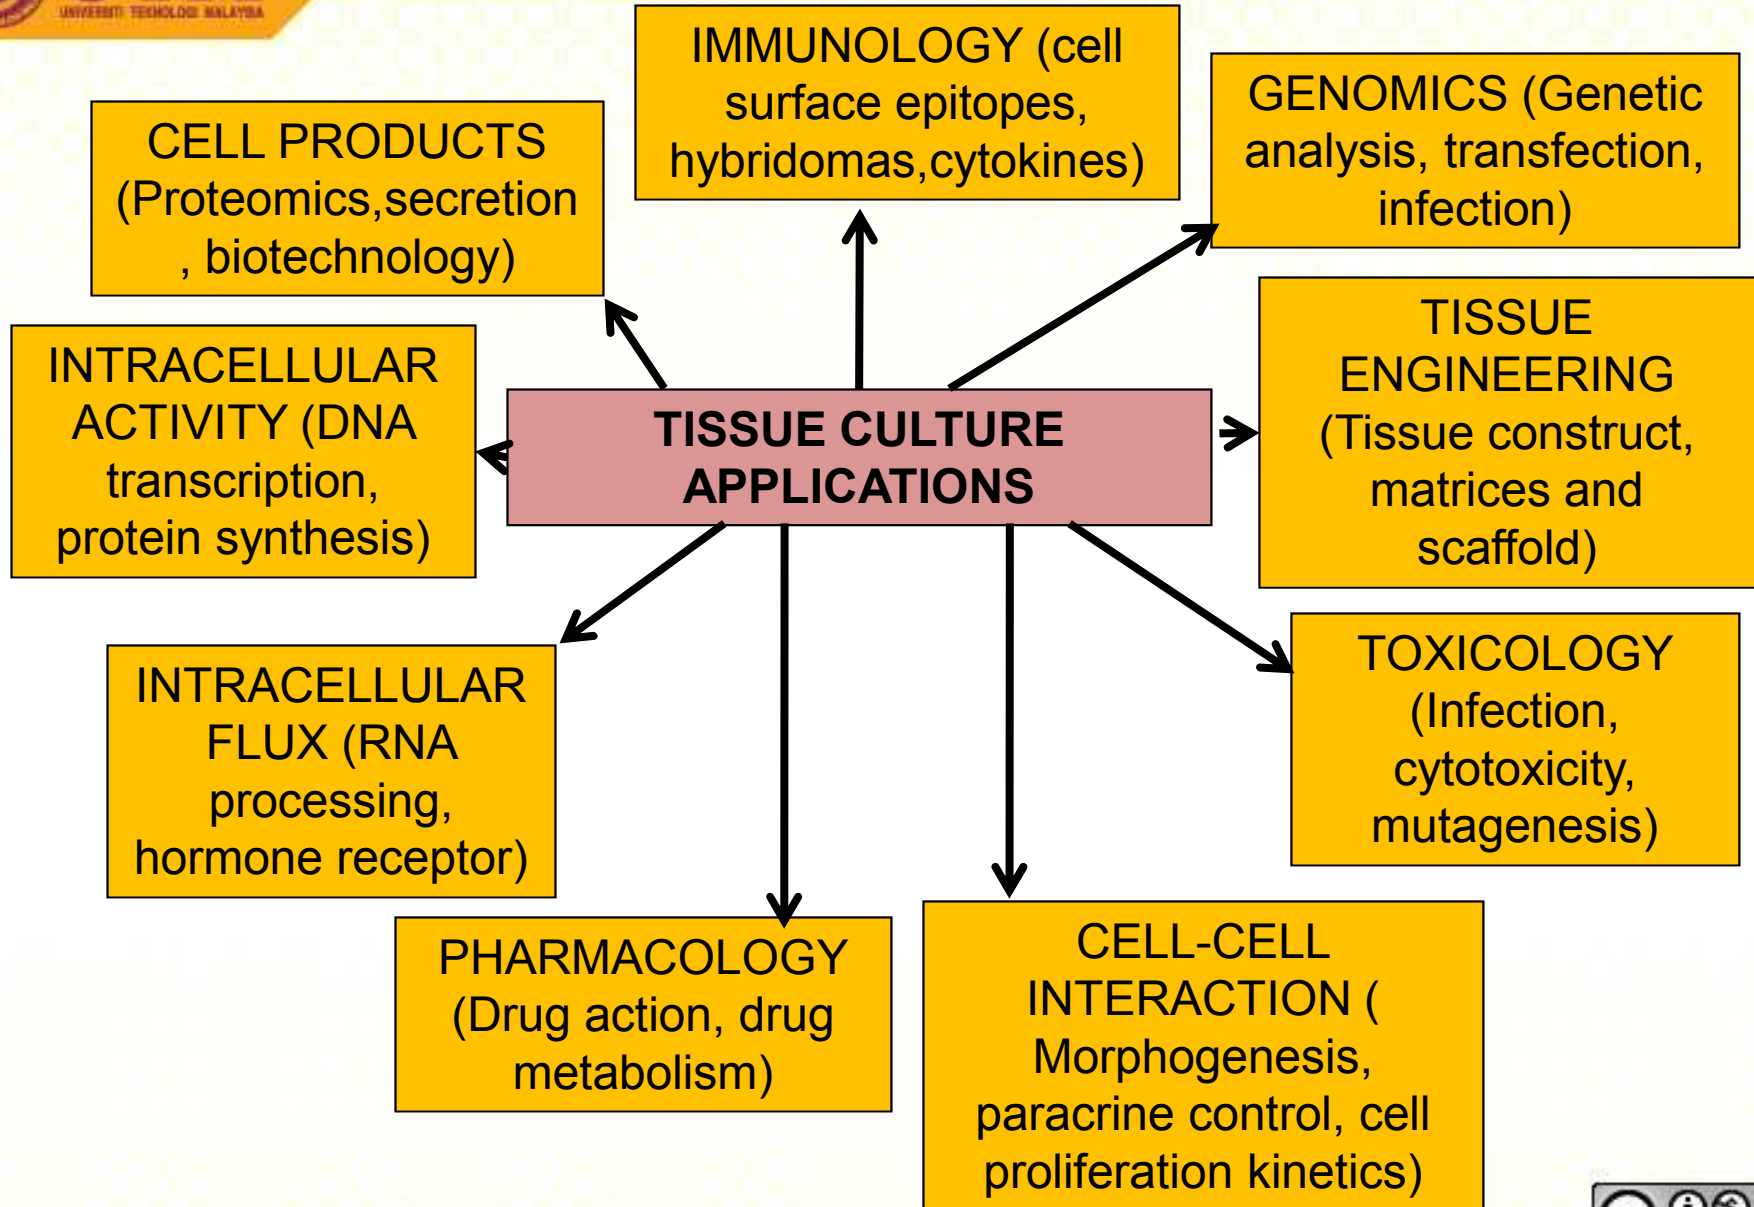 UNIVERSITI TEKNOLOGI MALAYSIA
IMMUNOLOGY (cell
surface epitopes,
hybridomas,cytokines)
GENOMICS (Genetic
analysis, transfection,
infection)
CELL PRODUCTS
(Proteomics,secretion
, biotechnology)
TISSUE
ENGINEERING
(Tissue construct,
matrices and
scaffold)
INTRACELLULAR
ACTIVITY (DNA
transcription,
protein synthesis)
TISSUE CULTURE
APPLICATIONS
TOXICOLOGY
(Infection,
cytotoxicity,
mutagenesis)
INTRACELLULAR
FLUX (RNA
processing,
hormone receptor)
PHARMACOLOGY
(Drug action, drug
metabolism)
CELL-CELL
INTERACTION (
Morphogenesis,
paracrine control, cell
proliferation kinetics)